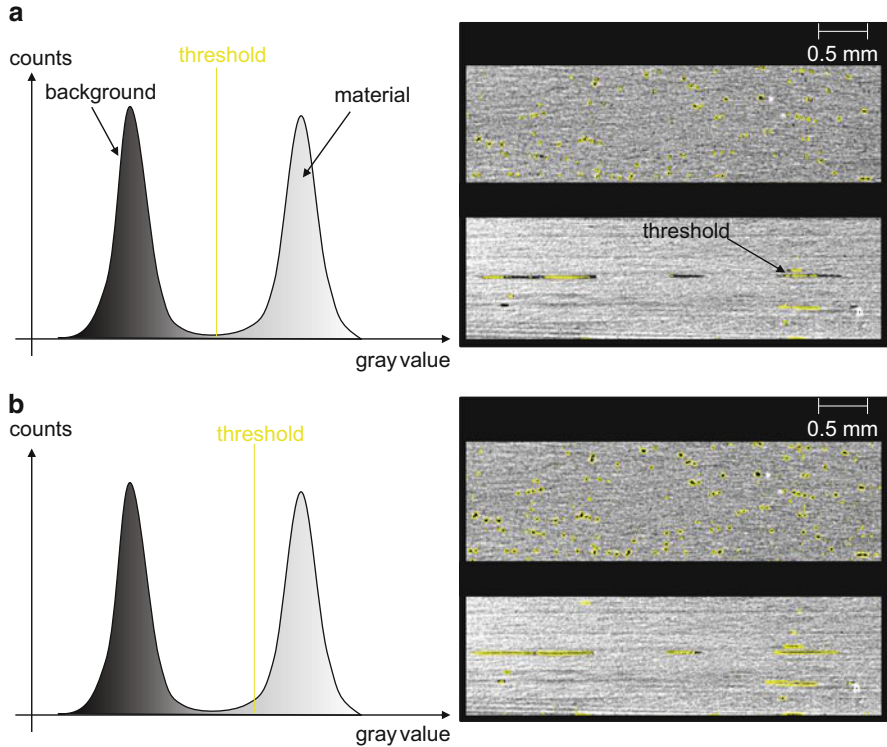 a
threshold
counts
background
material
gray value
0.5 mm
threshold
b
counts
threshold
gray value
0.5 mm